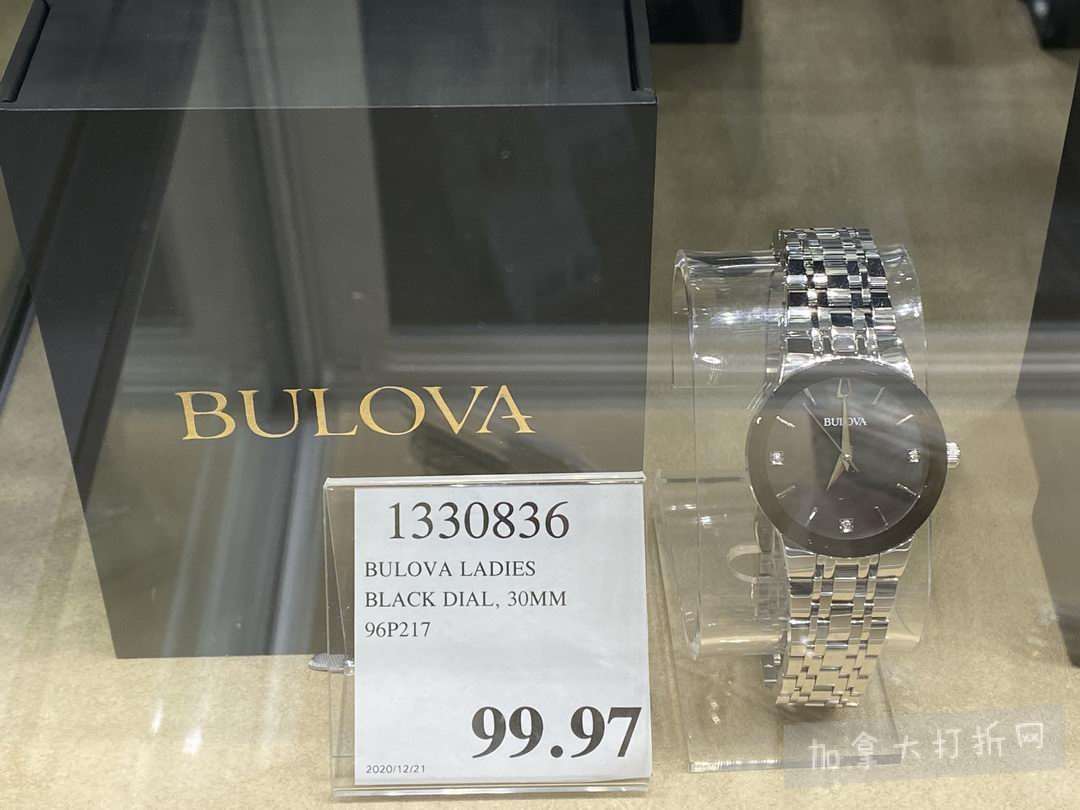 BULOVA
BULOVA
1330836
BULOVA LADIES
BLACK DIAL, 30MM
96P217
99.97
2020/12/21
加拿大打折网